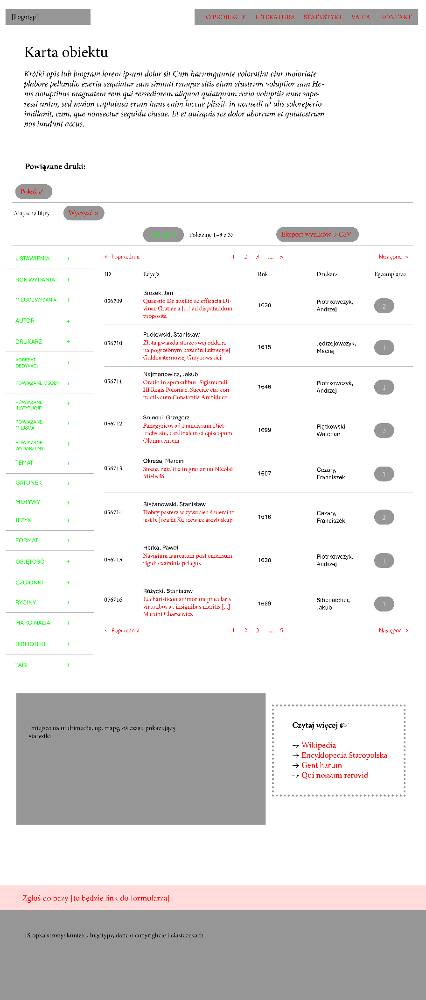 [Logotyp]
O PROJEKCIE LITERATURA STATYSTYKI VARIA KONTAKT
Karta obiektu
Krótki opis lub biogram lorem ipsum dolor sit Cum harumquunte voloratiat eiur moloriate
plabore pellandio exeria sequiatur sam siminti remque sitis eium etustrum voluptior sam He-
nis doluptibus magnatem rem qui ressediorem aliquod quiatquam reria voluptiis num sape-
ressi untur, sed maion cuptatusa erum imus enim laccae plissit, in nonsedi ut alis soloreperio
imillanit, cum, que nonsectur sequidu ciusae. Et et quisquis res dolor aborrum et quiatestrum
nos iundunt accus.
Powiązane druki:
Pokaż ✓
Aktywne filtry
Wyczyść ×
Sortuj
Pokazuje 1–8 z 37
Eksport wyników → CSV
USTAWIENIA +
ROK WYDANIA +
MIEJSCE WYDANIA +
AUTOR +
DRUKARZ +
ADRESAT
DEDYKACJI +
POWIĄZANE OSOBY +
POWIĄZANE
INSTYTUCJE +
POWIĄZANE
MIEJSCA +
POWIĄZANE
WYDARZENIE +
TEMAT +
GATUNEK +
MOTYWY +
JĘZYK +
FORMAT +
OBJĘTOŚĆ +
CZCIONKI +
RYCINY +
MARGINALIA +
BIBLIOTEKI +
TAGI +
← Poprzednia 1 2 3 .... 5 Następna →
ID Edycja Rok Drukarz Egzemplarze
056709
Brożek, Jan
Quaestio De auxilio ac efficacia Di-
vinae Gratiae a [...] ad disputandum
proposita
1630
Piotrkowczyk,
Andrzej
2
056710
Pudłowski, Stanisław
Złota gwiazda sferze swej oddana
na pogrzebnym kazaniu Lukrecyjej
Guldensternowej Grzybowskiej
1615
Jędrzejowczyk,
Maciej
1
056711
Najmanowicz, Jakub
Oratio in sponsalibus Sigismundi
III Regis Poloniae, Sueciae etc. con-
tractis cum Constantia Archiduce
1646
Piotrkowczyk,
Andrzej
1
056712
Solecki, Grzegorz
Panegyricus ad Franciscum Diet-
trichstain, cardinalem et episcopum
Olomucensem
1699
Piątkowski,
Walerian
3
056713
Okrasa, Marcin
Strena natalitia in gratiarum Nicolai
Mielecki
1607
Cezary,
Franciszek
1
056714
Bieżanowski, Stanisław
Dobry pasterz w żywocie i śmierci to
jest b. Jozafat Kuncewicz arcybiskup
1616
Cezary,
Franciszek
2
056715
Herka, Paweł
Navigium laureatum post emensum
rigidi examinis pelagus
1630
Piotrkowczyk,
Andrzej
1
056716
Różycki, Stanisław
Eucharisticon animorum praeclaris
virtutibus ac insignibus meritis [...]
Martini Charzewicz
1689
Sibenaicher,
Jakub
1
← Poprzednia 1 2 3 .... 5 Następna →
[miejsce na multimedia, np. mapę, oś czasu pokazującą
statystki]
Czytaj więcej ☞
→ Wikipedia
→ Encyklopedia Staropolska
→ Gent harum
→ Qui nossum rerovid
Zgłoś do bazy [to będzie link do formularza]
[Stopka strony: kontakt, logotypy, dane o copyrighcie i ciasteczkach]